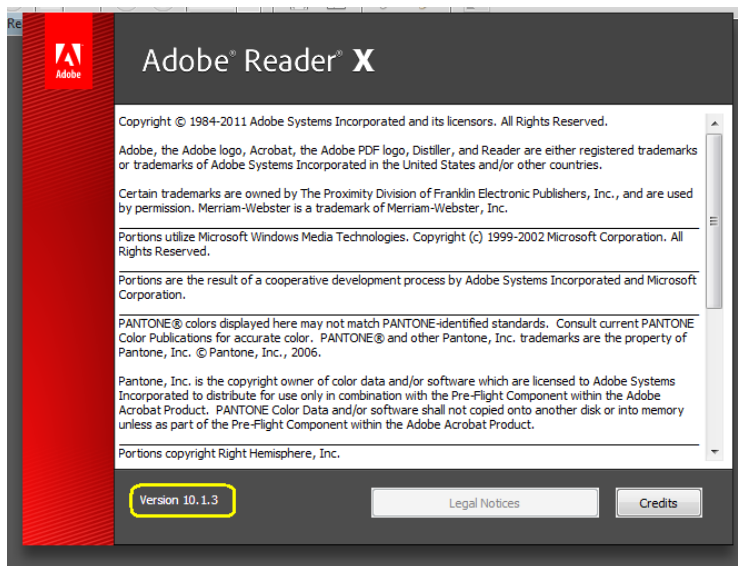 Re
Adobe
Adobe® Reader® X
Copyright © 1984-2011 Adobe Systems Incorporated and its licensors. All Rights Reserved.
Adobe, the Adobe logo, Acrobat, the Adobe PDF logo, Distiller, and Reader are either registered trademarks
or trademarks of Adobe Systems Incorporated in the United States and/or other countries.
Certain trademarks are owned by The Proximity Division of Franklin Electronic Publishers, Inc., and are used
by permission. Merriam-Webster is a trademark of Merriam-Webster, Inc.
Portions utilize Microsoft Windows Media Technologies. Copyright (c) 1999-2002 Microsoft Corporation. All
Rights Reserved.
Portions are the result of a cooperative development process by Adobe Systems Incorporated and Microsoft
Corporation.
PANTONE® colors displayed here may not match PANTONE-identified standards. Consult current PANTONE
Color Publications for accurate color. PANTONE® and other Pantone, Inc. trademarks are the property of
Pantone, Inc. © Pantone, Inc., 2006.
Pantone, Inc. is the copyright owner of color data and/or software which are licensed to Adobe Systems
Incorporated to distribute for use only in combination with the Pre-Flight Component within the Adobe
Acrobat Product. PANTONE Color Data and/or software shall not copied onto another disk or into memory
unless as part of the Pre-Flight Component within the Adobe Acrobat Product.
Portions copyright Right Hemisphere, Inc.
Version 10.1.3
Legal Notices
Credits